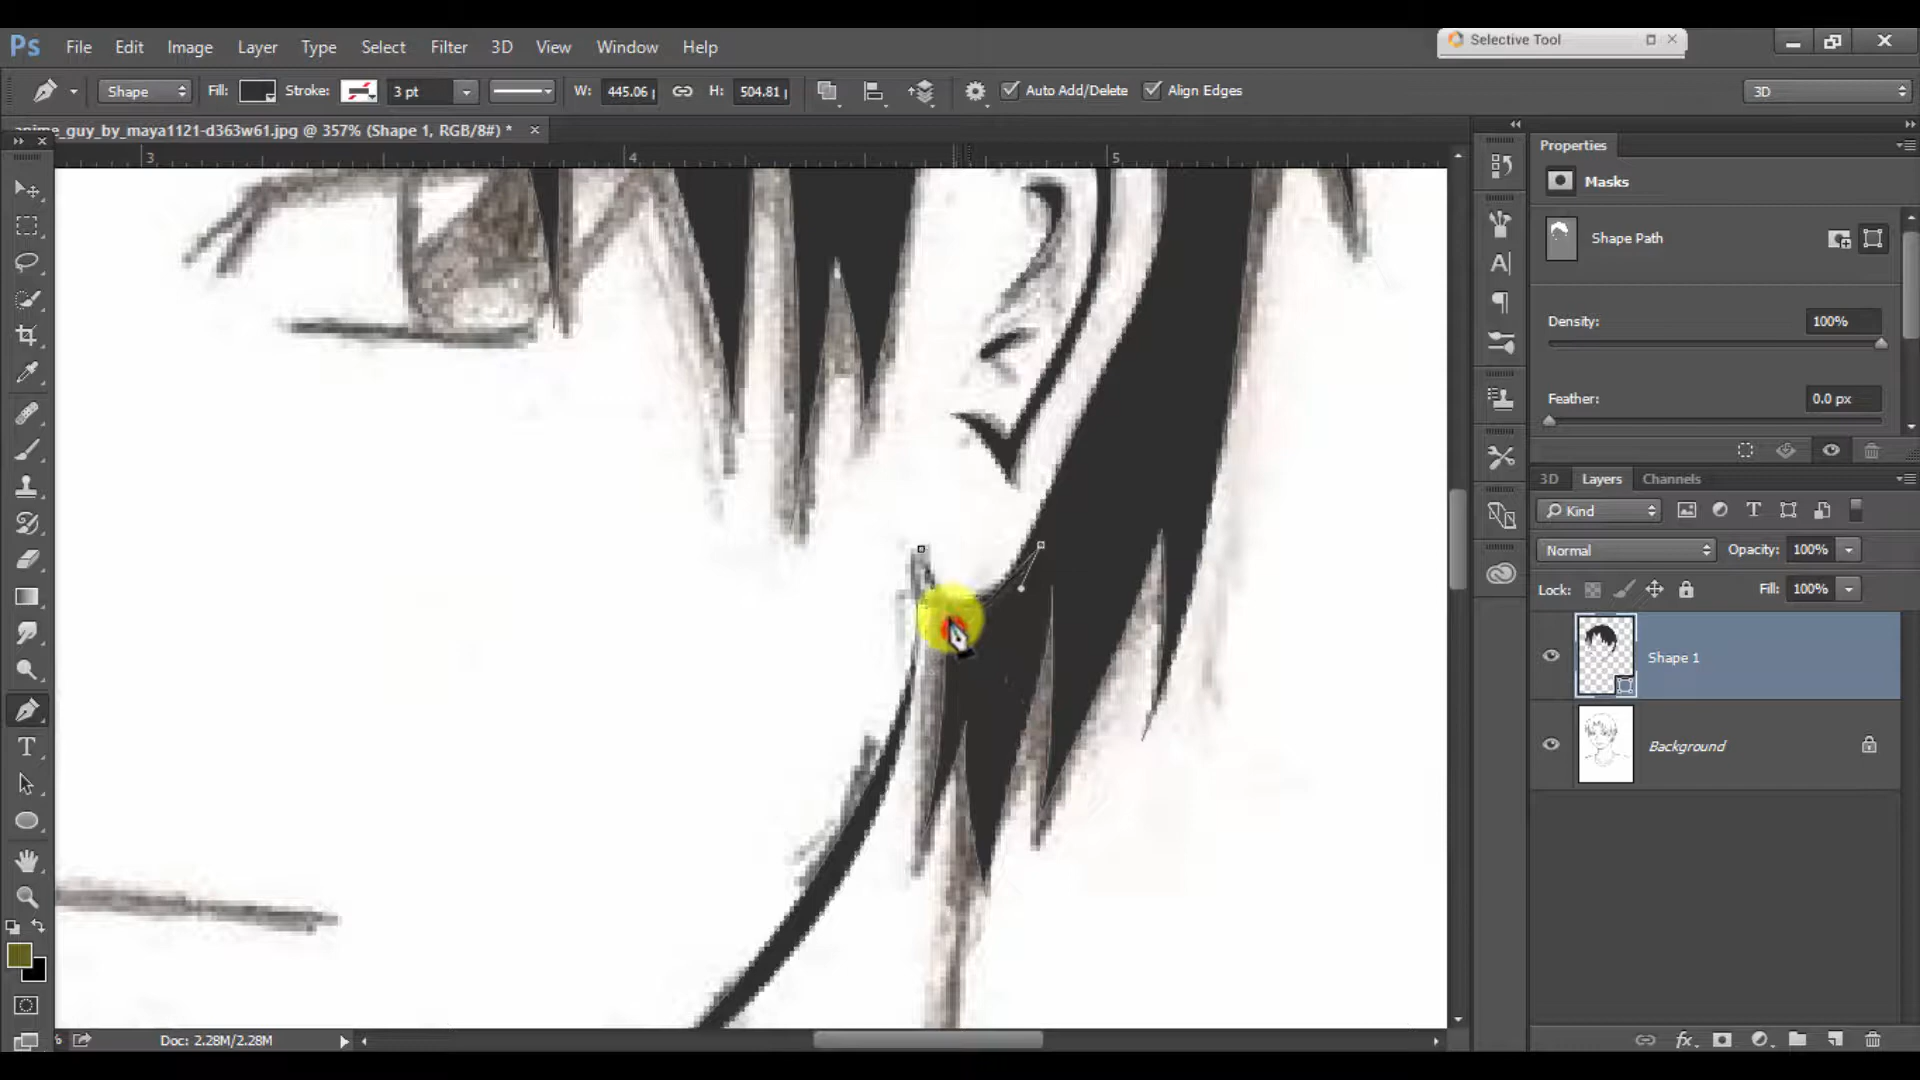 Ps File Edit Image Layer Type Select Filter 3D View Window Help
Selective Tool
Shape Fill: Stroke: 3 pt W: 445.06 H: 504.81 Auto Add/Delete Align Edges 3D
anime_guy_by_maya1121-d363w61.jpg @ 357% (Shape 1, RGB/8#) *
3 4 5
Properties
Masks
Shape Path
Density: 100%
Feather: 0.0 px
3D Layers Channels
Kind
Normal Opacity: 100%
Lock: Fill: 100%
Shape 1
Background
Doc: 2.28M/2.28M
fx